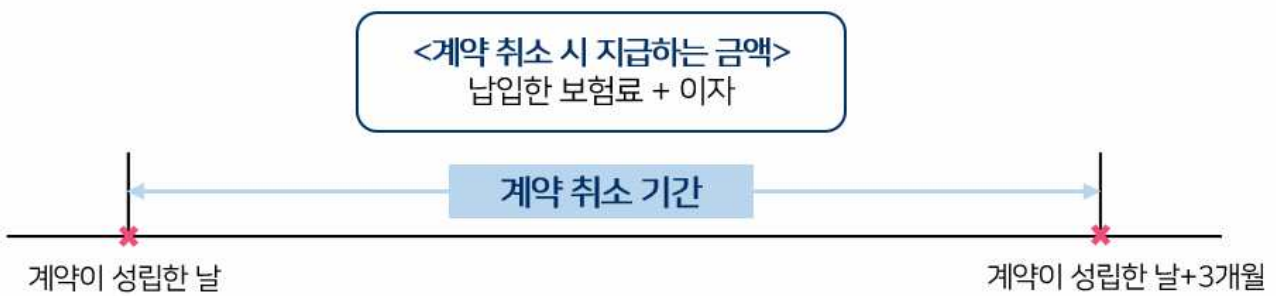 <계약 취소 시 지급하는 금액>
납입한 보험료 + 이자
계약 취소 기간
계약이 성립한 날
계약이 성립한 날+3개월